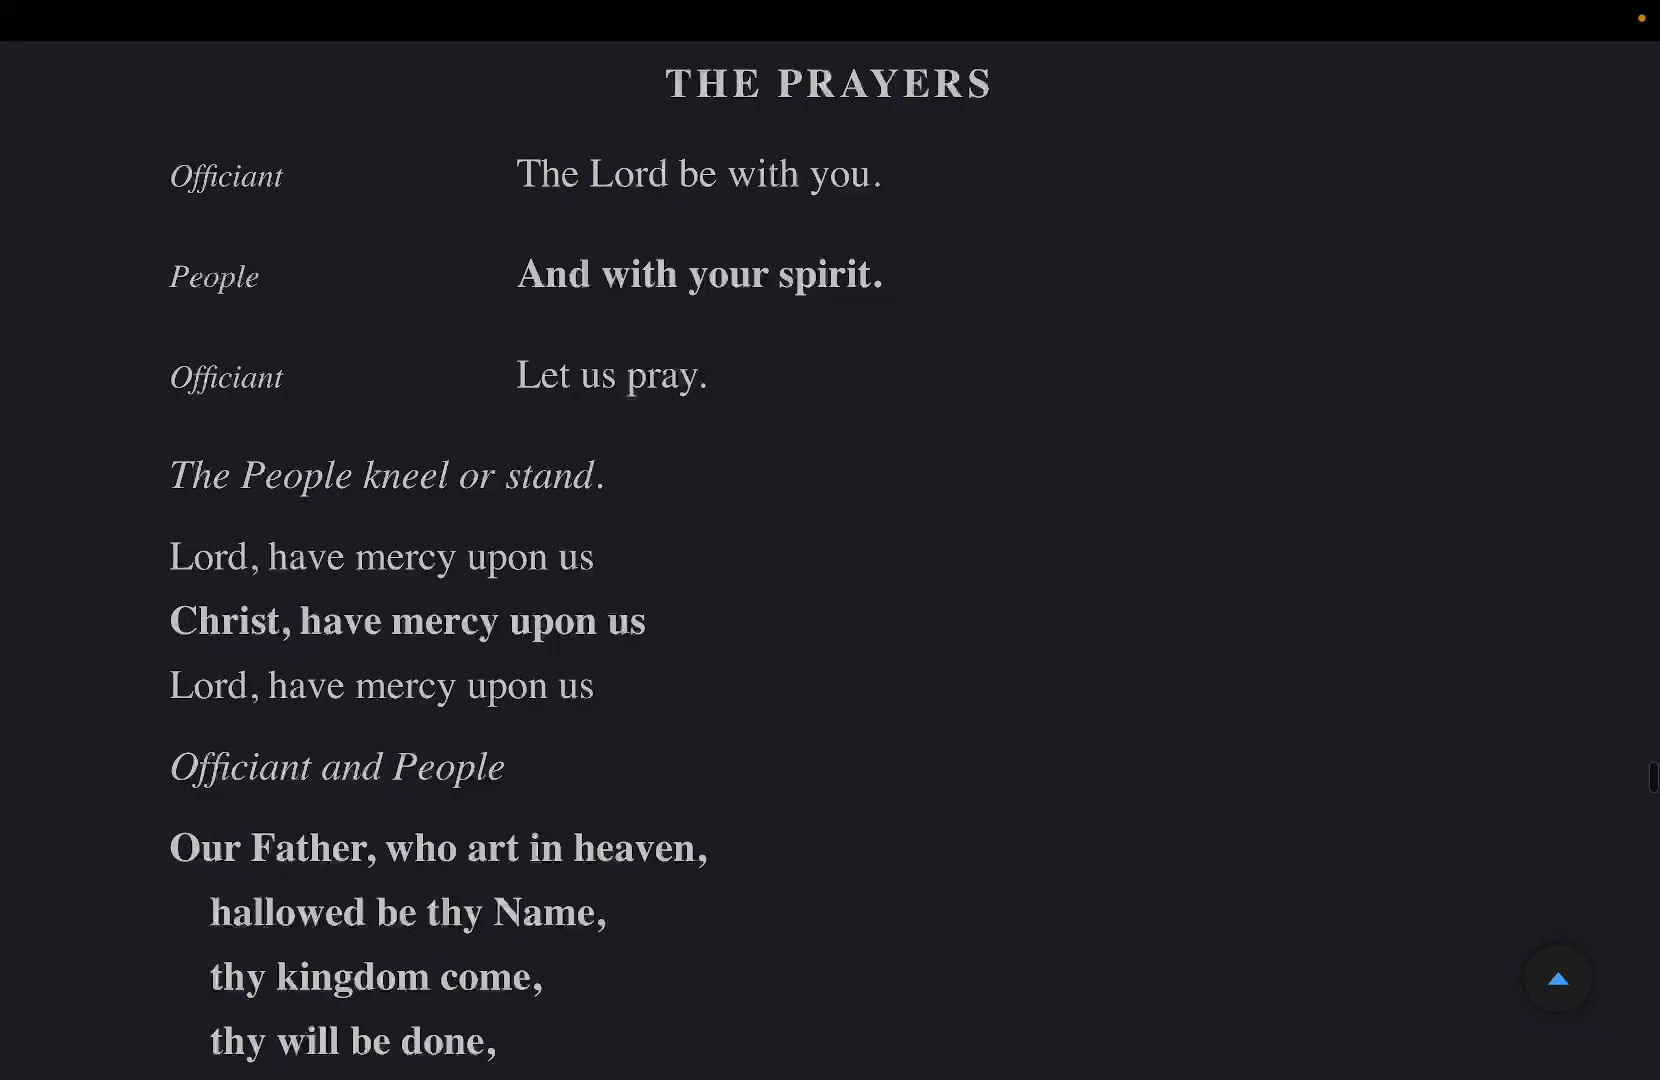 THE PRAYERS
Officiant The Lord be with you.
People And with your spirit.
Officiant Let us pray.
The People kneel or stand.
Lord, have mercy upon us
Christ, have mercy upon us
Lord, have mercy upon us
Officiant and People
Our Father, who art in heaven,
hallowed be thy Name,
thy kingdom come,
thy will be done,